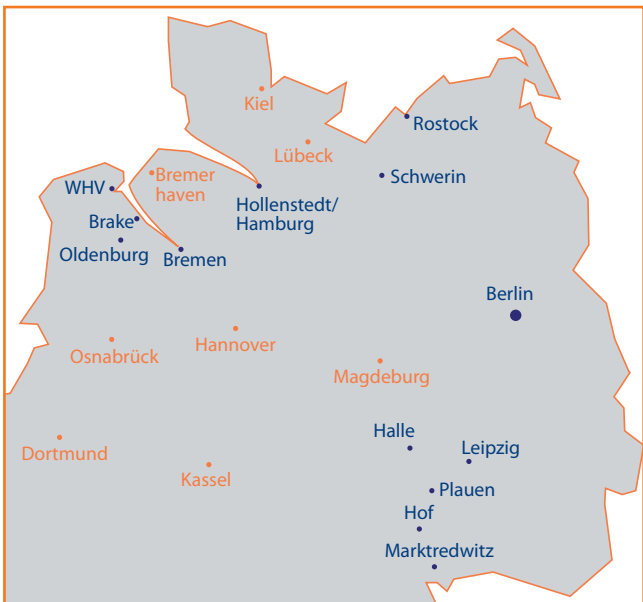 Kiel
Rostock
Lübeck
Bremer
haven
Schwerin
WHV
Hollenstedt/
Hamburg
Brake
Oldenburg
Bremen
Berlin
Osnabrück
Hannover
Magdeburg
Halle
Leipzig
Dortmund
Kassel
Plauen
Hof
Marktredwitz